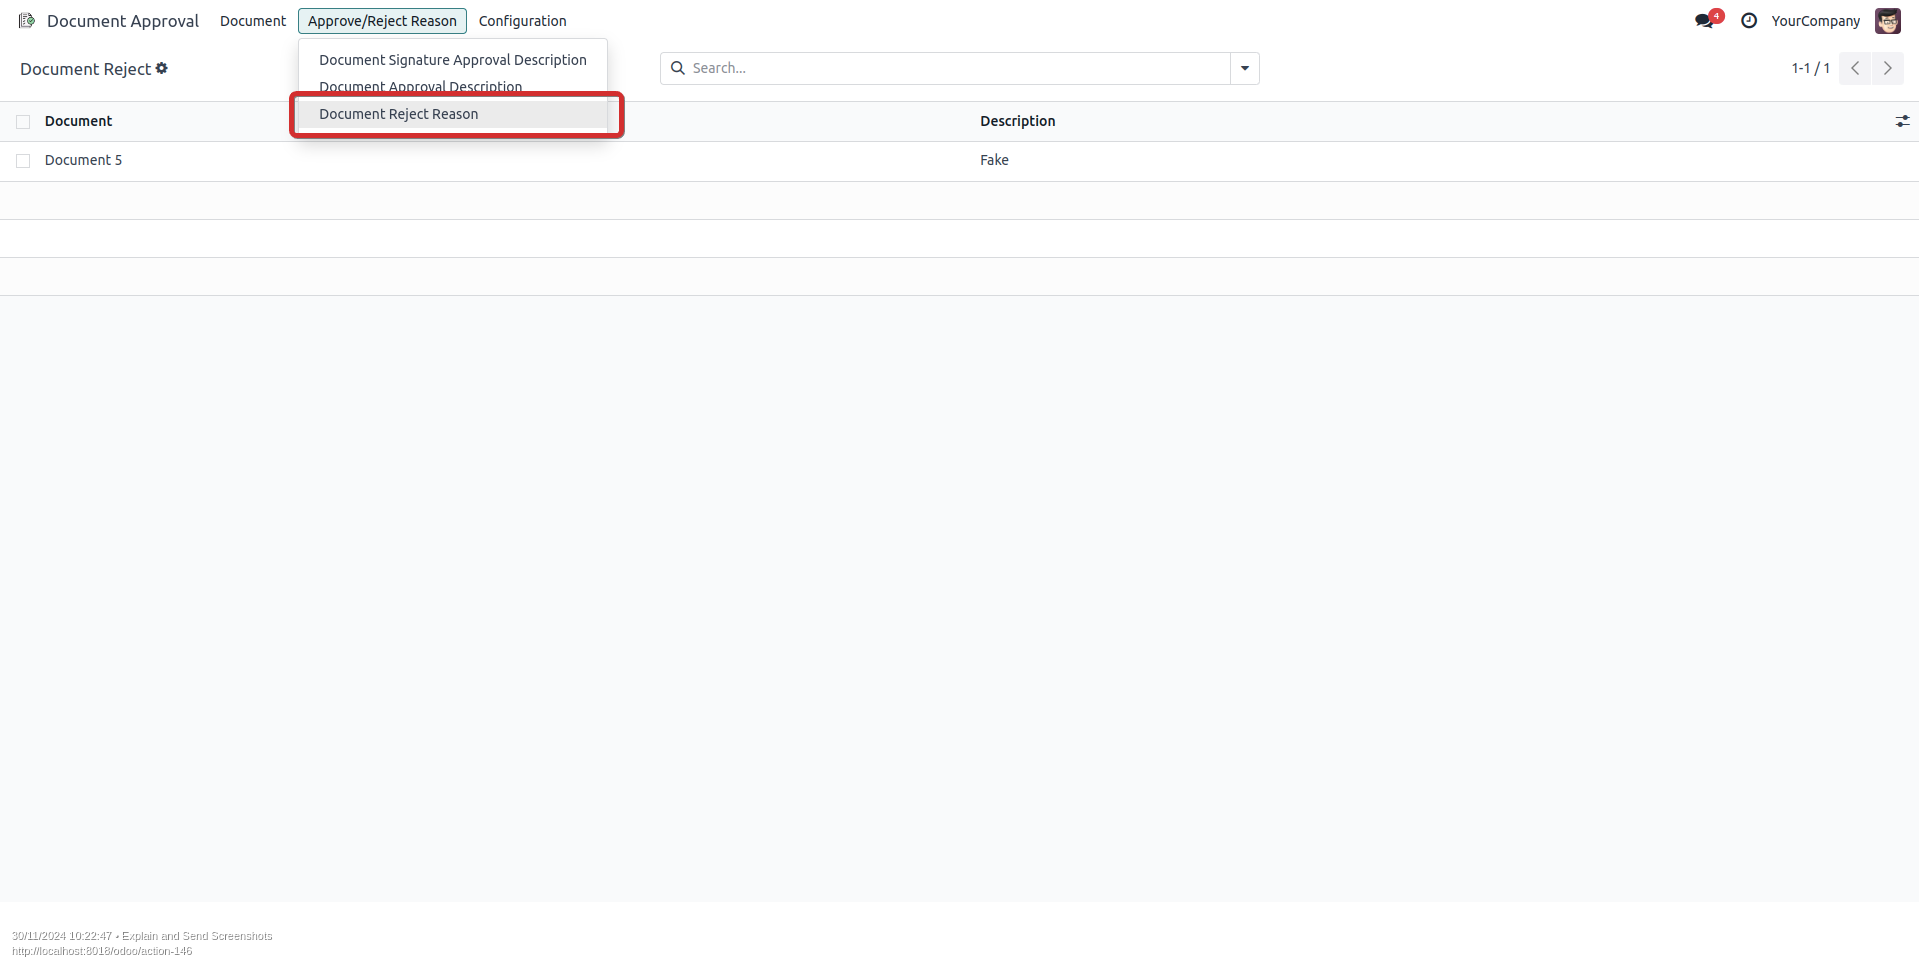 Document Approval Document Approve/Reject Reason Configuration 4 YourCompany
Document Signature Approval Description
Document Reject Search... 1-1 / 1
Document Approval Description
Document Reject Reason
Document Description
Document 5 Fake
30/11/2024 10:22:47 • Explain and Send Screenshots
http://localhost:8018/odoo/action-146